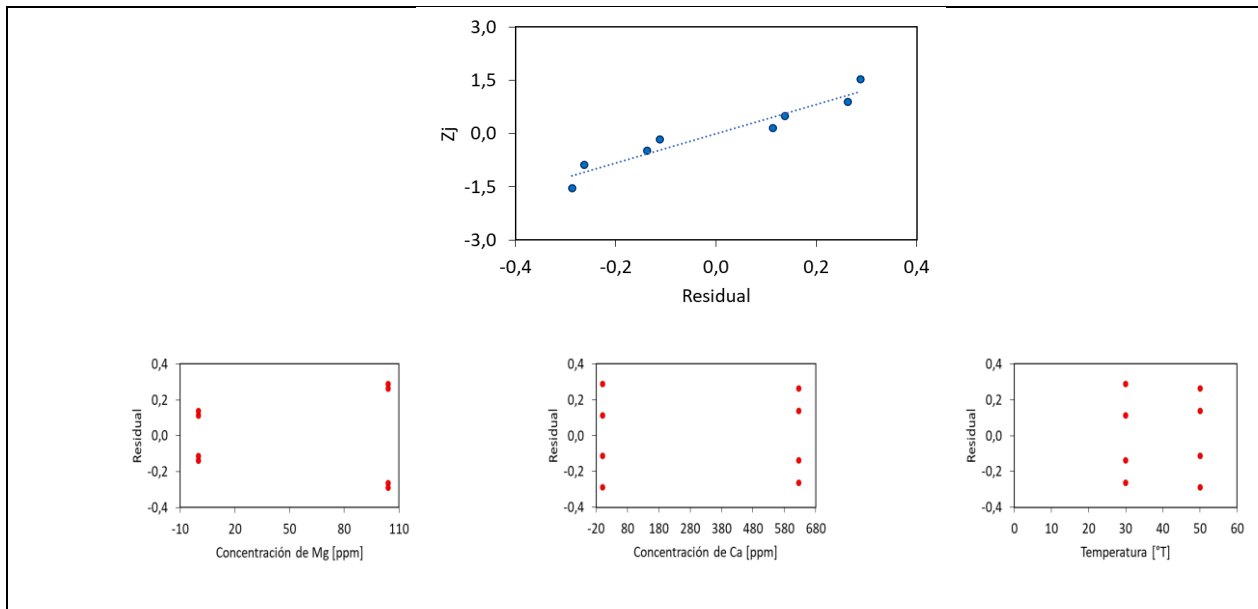 3,0
1,5
0,0
-1,5
-3,0
Zj
-0,4 -0,2 0,0 0,2 0,4
Residual
0,4
0,2
0,0
-0,2
-0,4
Residual
-10 20 50 80 110
Concentración de Mg [ppm]
0,4
0,2
0,0
-0,2
-0,4
Residual
-20 80 180 280 380 480 580 680
Concentración de Ca [ppm]
0,4
0,2
0,0
-0,2
-0,4
Residual
0 10 20 30 40 50 60
Temperatura [°T]